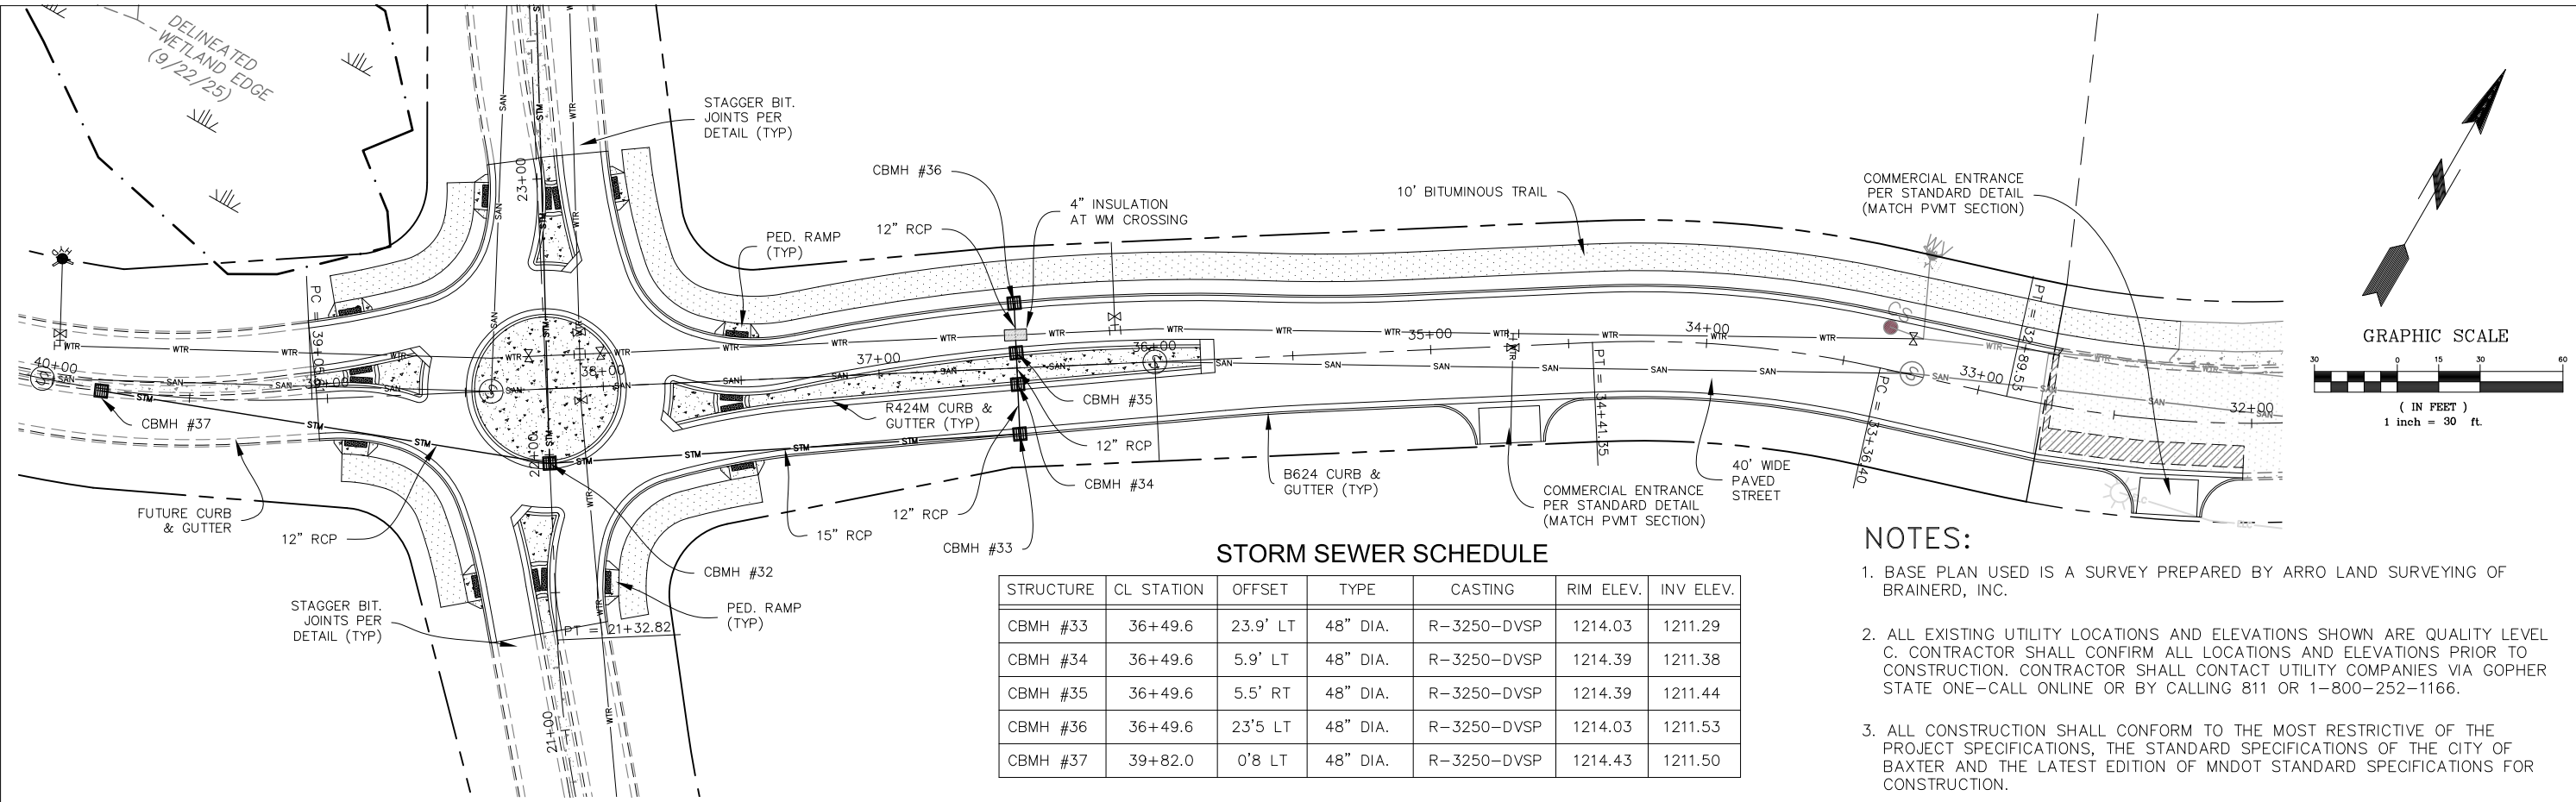 DELINEATED
WETLAND EDGE
(9/22/25)
STAGGER BIT.
JOINTS PER
DETAIL (TYP)
CBMH #36
12" RCP
4" INSULATION
AT WM CROSSING
PED. RAMP
(TYP)
10' BITUMINOUS TRAIL
COMMERCIAL ENTRANCE
PER STANDARD DETAIL
(MATCH PVMT SECTION)
GRAPHIC SCALE
30 0 15 30 60
( IN FEET )
1 inch = 30 ft.
23+00
22+00
21+00
PT = 21+32.82
PC = 39+05
40+00
39+00
38+00
37+00
36+00
35+00
34+00
33+00
32+00
PT = 34+41.35
PC = 33+36.40
PT = 32+89.53
SAN
STM
WTR
CBMH #37
FUTURE CURB
& GUTTER
12" RCP
R424M CURB &
GUTTER (TYP)
CBMH #35
12" RCP
CBMH #34
12" RCP
CBMH #33
15" RCP
CBMH #32
PED. RAMP
(TYP)
STAGGER BIT.
JOINTS PER
DETAIL (TYP)
B624 CURB &
GUTTER (TYP)
COMMERCIAL ENTRANCE
PER STANDARD DETAIL
(MATCH PVMT SECTION)
40' WIDE
PAVED
STREET
STORM SEWER SCHEDULE
STRUCTURE CL STATION OFFSET TYPE CASTING RIM ELEV. INV ELEV.
CBMH #33 36+49.6 23.9' LT 48" DIA. R-3250-DVSP 1214.03 1211.29
CBMH #34 36+49.6 5.9' LT 48" DIA. R-3250-DVSP 1214.39 1211.38
CBMH #35 36+49.6 5.5' RT 48" DIA. R-3250-DVSP 1214.39 1211.44
CBMH #36 36+49.6 23'5 LT 48" DIA. R-3250-DVSP 1214.03 1211.53
CBMH #37 39+82.0 0'8 LT 48" DIA. R-3250-DVSP 1214.43 1211.50
NOTES:
1. BASE PLAN USED IS A SURVEY PREPARED BY ARRO LAND SURVEYING OF
BRAINERD, INC.
2. ALL EXISTING UTILITY LOCATIONS AND ELEVATIONS SHOWN ARE QUALITY LEVEL
C. CONTRACTOR SHALL CONFIRM ALL LOCATIONS AND ELEVATIONS PRIOR TO
CONSTRUCTION. CONTRACTOR SHALL CONTACT UTILITY COMPANIES VIA GOPHER
STATE ONE-CALL ONLINE OR BY CALLING 811 OR 1-800-252-1166.
3. ALL CONSTRUCTION SHALL CONFORM TO THE MOST RESTRICTIVE OF THE
PROJECT SPECIFICATIONS, THE STANDARD SPECIFICATIONS OF THE CITY OF
BAXTER AND THE LATEST EDITION OF MNDOT STANDARD SPECIFICATIONS FOR
CONSTRUCTION.